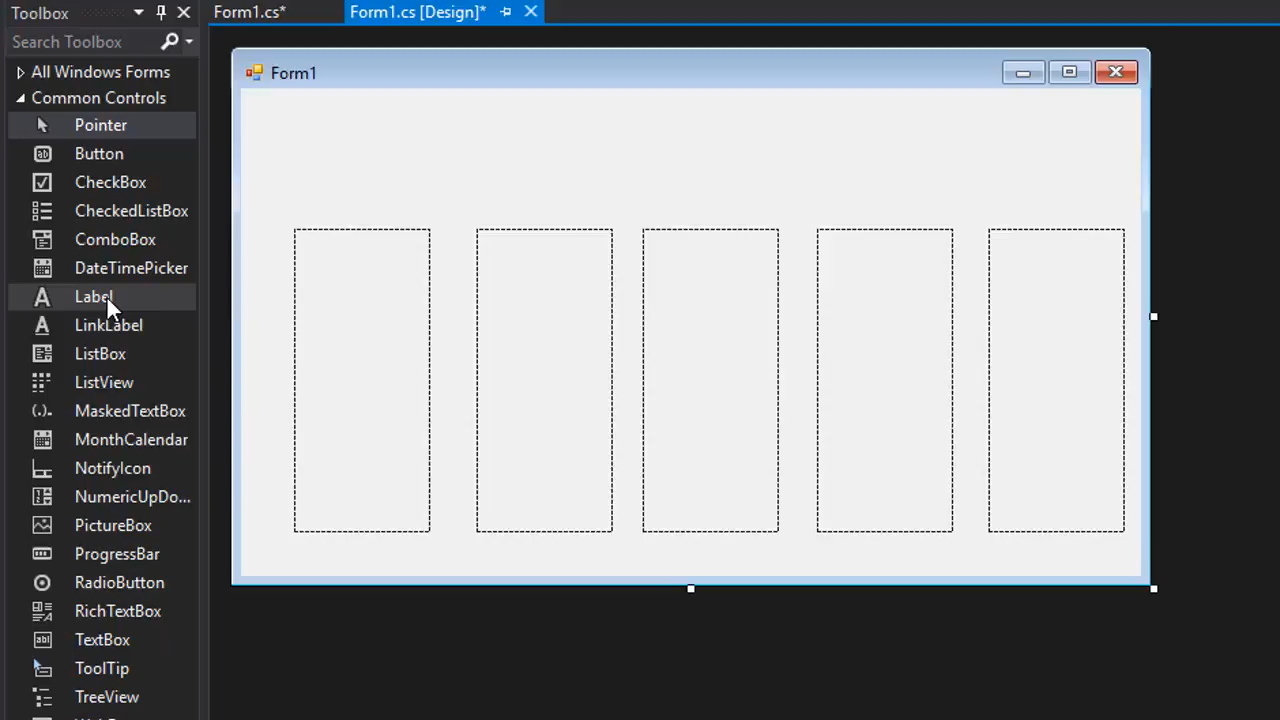 Toolbox
Form1.cs*
Form1.cs [Design]*
Search Toolbox
All Windows Forms
Form1
Common Controls
Pointer
Button
CheckBox
CheckedListBox
ComboBox
DateTimePicker
Label
LinkLabel
ListBox
ListView
MaskedTextBox
MonthCalendar
NotifyIcon
NumericUpDo...
PictureBox
ProgressBar
RadioButton
RichTextBox
TextBox
ToolTip
TreeView